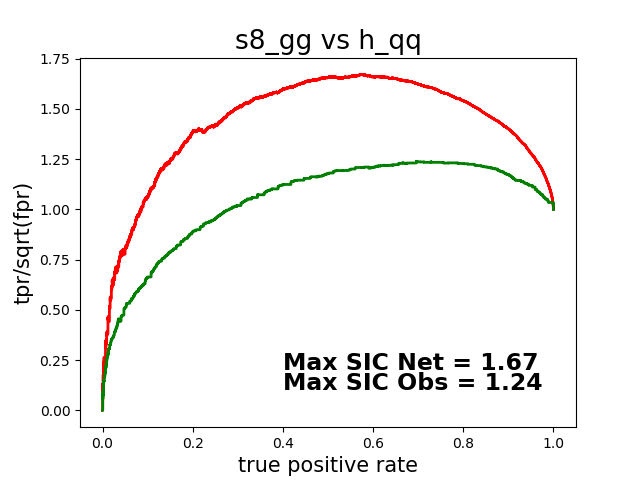 s8_gg vs h_qq
1.75
1.50
1.25
1.00
0.75
0.50
0.25
0.00
tpr/sqrt(fpr)
Max SIC Net = 1.67
Max SIC Obs = 1.24
0.0 0.2 0.4 0.6 0.8 1.0
true positive rate